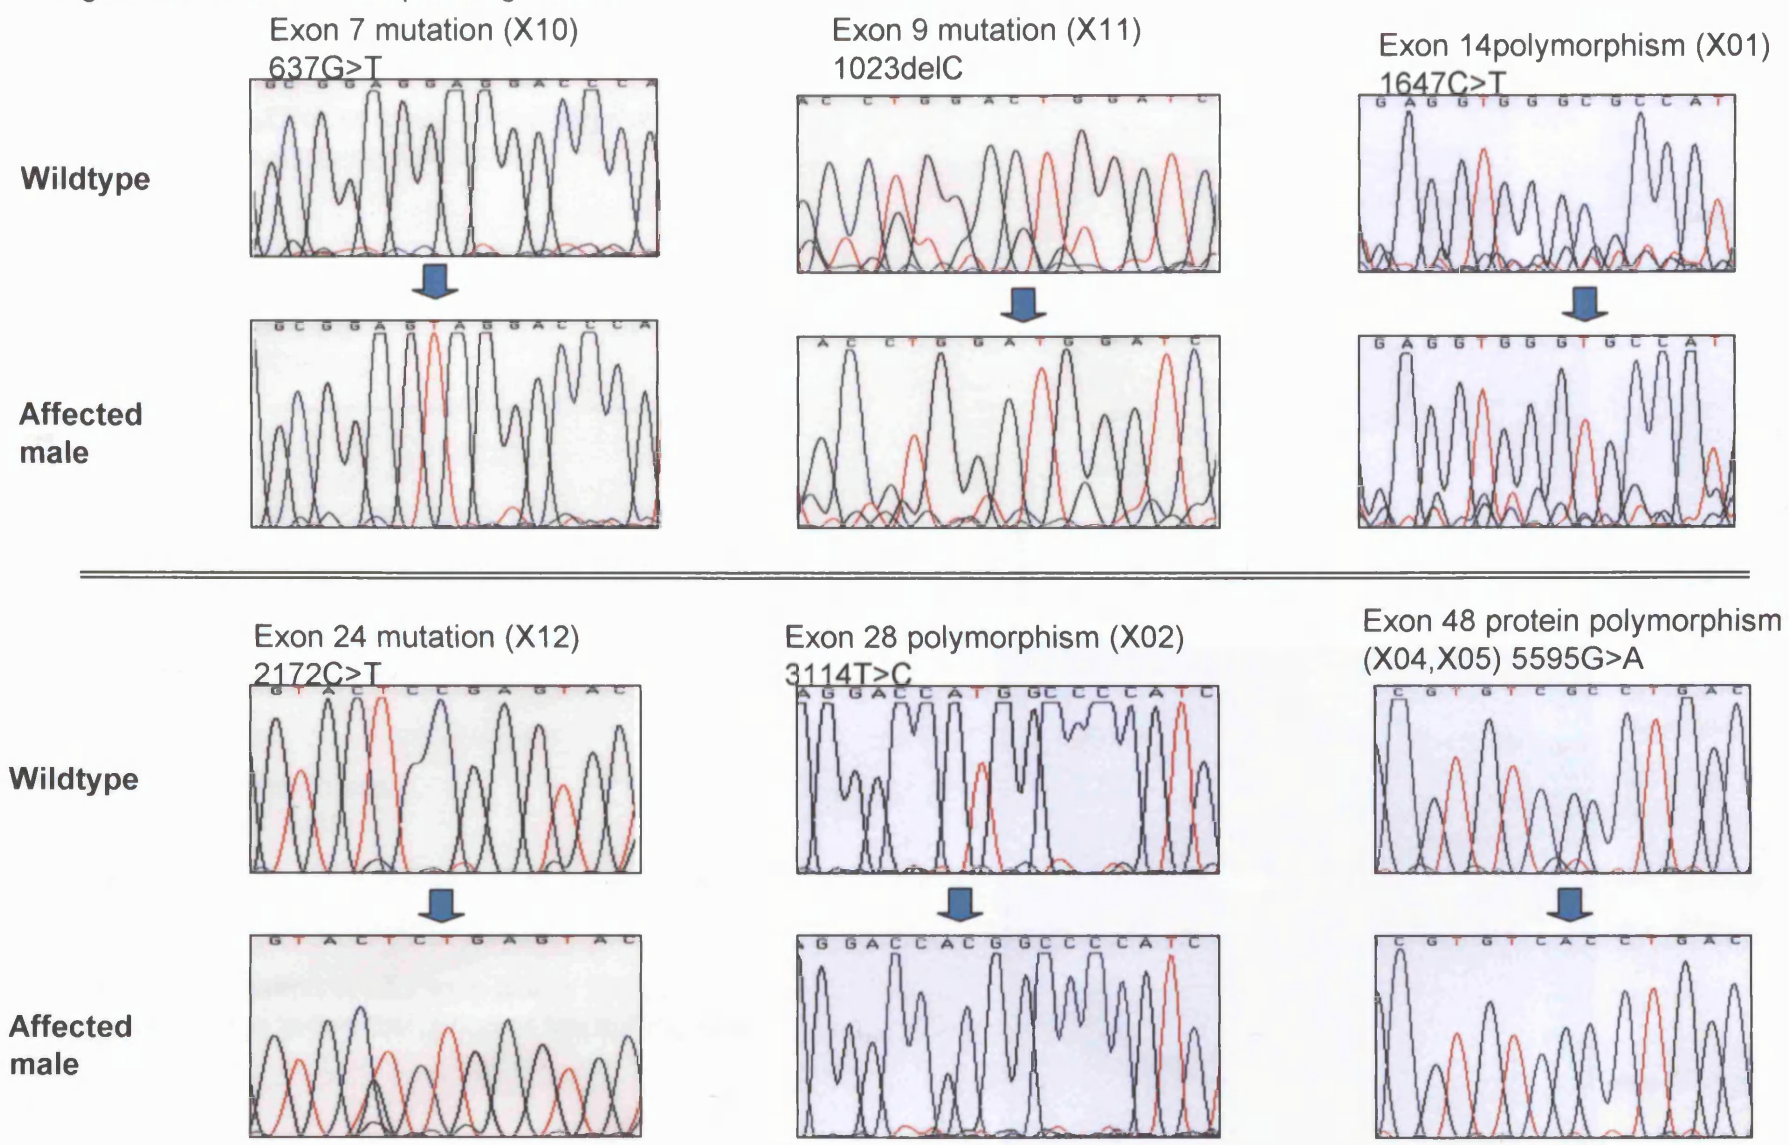 Exon 7 mutation (X10)
637G>T
Exon 9 mutation (X11)
1023delC
Exon 14polymorphism (X01)
1647C>T
G C G G A G G A G G A C C C A
A C C T G G A C T G G A T C
G A G G T G G G C G C C A T
Wildtype
G C G G A G T A G G A C C C A
A C C T G G A T G G A T C
G A G G T G G G T G C C A T
Affected
male
Exon 24 mutation (X12)
2172C>T
Exon 28 polymorphism (X02)
3114T>C
Exon 48 protein polymorphism
(X04,X05) 5595G>A
G T A C T C C G A G T A C
A G G A C C A T G G C C C C A T C
C G T G T C G C C T G A C
Wildtype
G T A C T C T G A G T A C
A G G A C C A C G G C C C C A T C
C G T G T C A C C T G A C
Affected
male